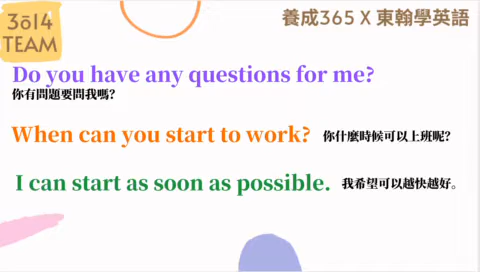 3ō14
TEAM
養成365 X 東翰學英語
Do you have any questions for me?
你有問題要問我嗎?
When can you start to work? 你什麼時候可以上班呢?
I can start as soon as possible. 我希望可以越快越好。